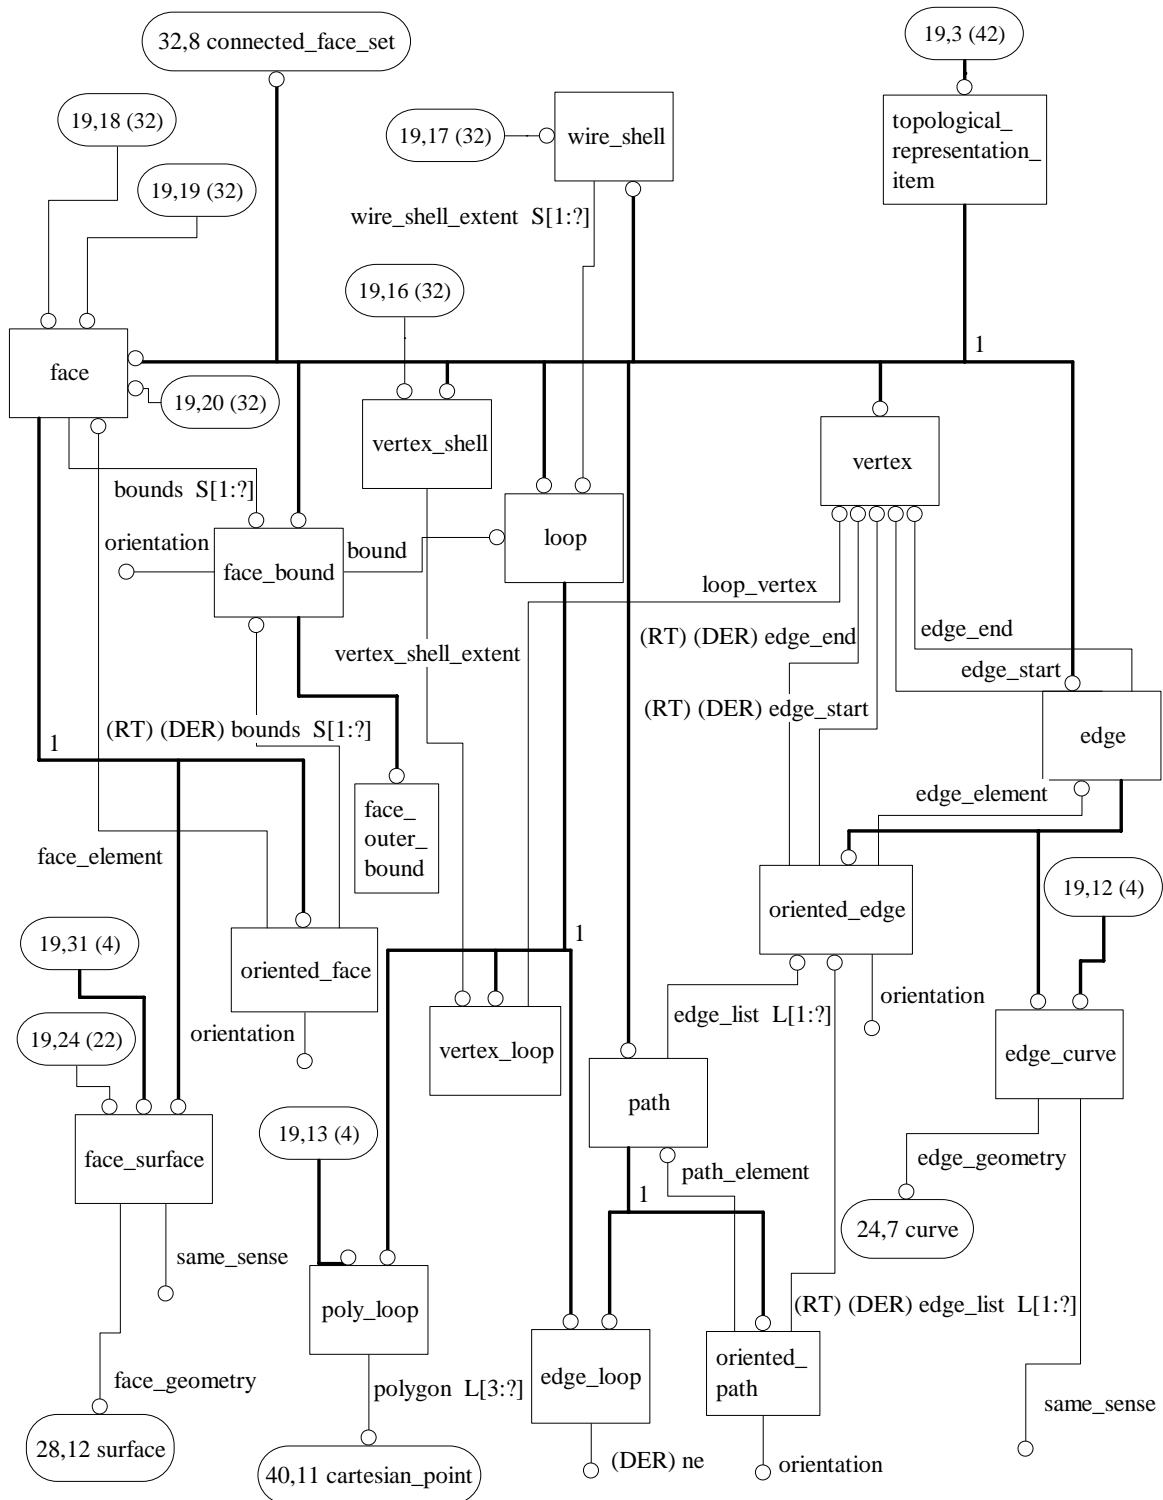 32,8 connected_face_set
19,3 (42)
19,18 (32)
19,17 (32)
wire_shell
topological_
representation_
item
19,19 (32)
wire_shell_extent  S[1:?]
19,16 (32)
1
face
19,20 (32)
vertex_shell
vertex
bounds  S[1:?]
orientation
bound
loop
face_bound
loop_vertex
(RT) (DER) edge_end
edge_end
vertex_shell_extent
edge_start
(RT) (DER) edge_start
(RT) (DER) bounds  S[1:?]
1
edge
edge_element
face_
outer_
bound
face_element
19,12 (4)
oriented_edge
19,31 (4)
1
oriented_face
orientation
edge_list  L[1:?]
orientation
19,24 (22)
vertex_loop
edge_curve
path
19,13 (4)
face_surface
path_element
edge_geometry
1
24,7 curve
same_sense
poly_loop
(RT) (DER) edge_list  L[1:?]
oriented_
path
edge_loop
face_geometry
polygon  L[3:?]
same_sense
28,12 surface
40,11 cartesian_point
(DER) ne
orientation